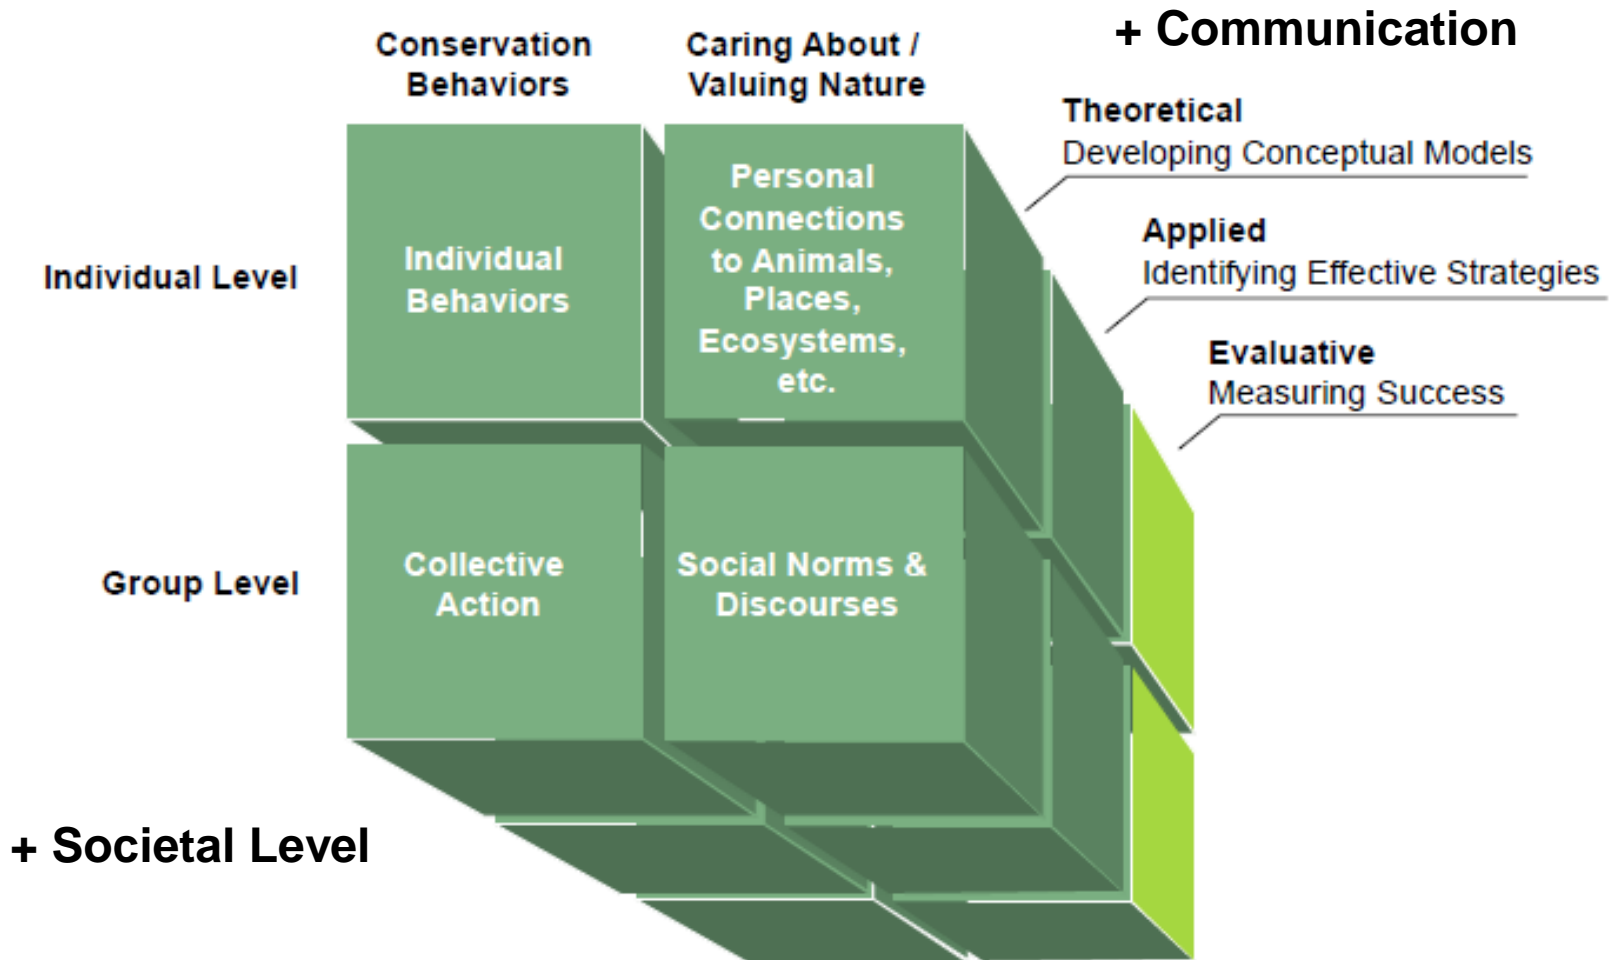 + Communication
Conservation
Behaviors
Caring About /
Valuing Nature
Theoretical
Developing Conceptual Models
Applied
Identifying Effective Strategies
Evaluative
Measuring Success
Individual Level
Individual
Behaviors
Personal
Connections
to Animals,
Places,
Ecosystems,
etc.
Group Level
Collective
Action
Social Norms &
Discourses
+ Societal Level